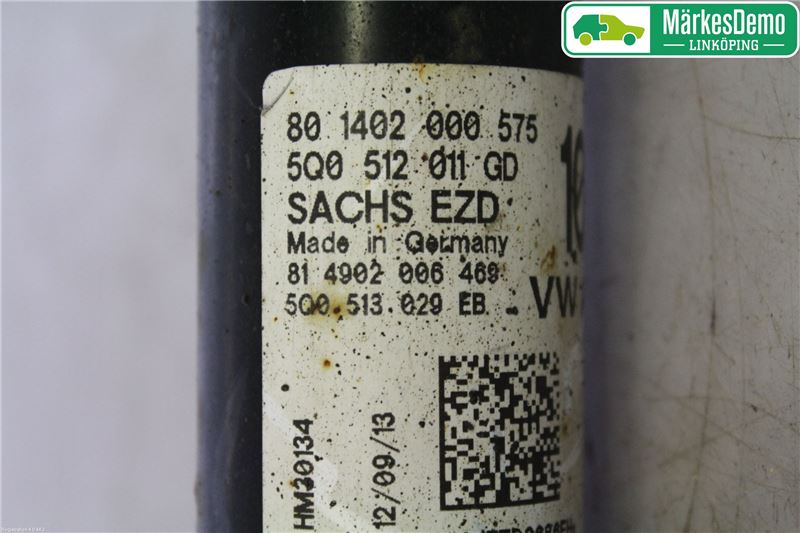 MärkesDemo
LINKÖPING
80 1402 000 575
5Q0 512 011 GD
SACHS EZD
Made in Germany
81 4902 006 469
5Q0 513 029 EB
VW
HM30134
12/09/13